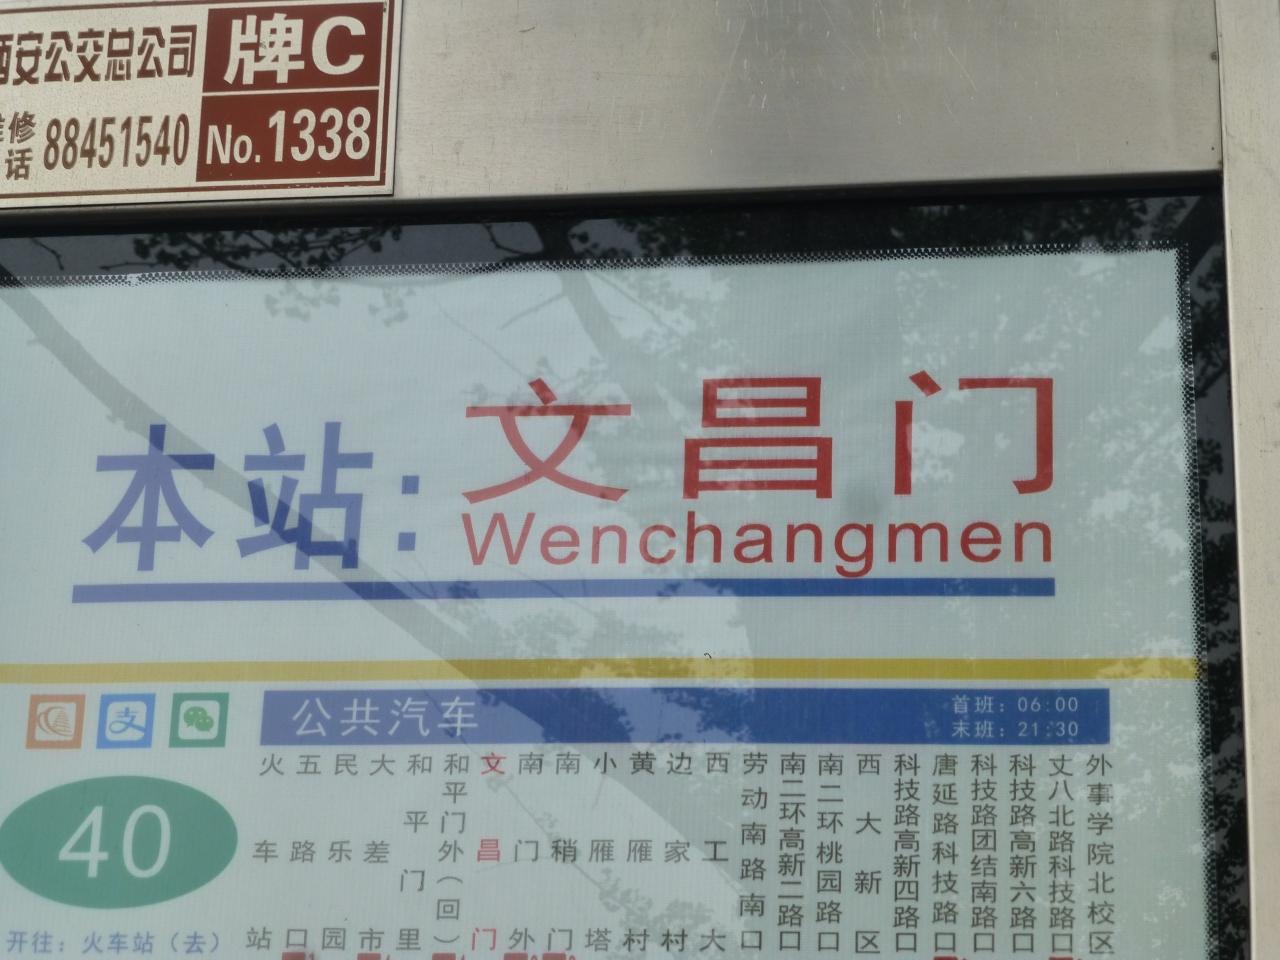 西安公交总公司
牌C
维修
话
88451540
No.1338
本站:
文昌门
Wenchangmen
公共汽车
首班: 06:00
末班: 21:30
40
开往: 火车站 (去)
火车站
五路口
民乐园
大差市
和平门里
和平门外(回)
文昌门
南门外
南稍门
小雁塔
黄雁村
边家村
西工大
劳动南路南口
南二环高新二路口
南二环桃园路口
西大新区
科技路高新四路口
唐延路科技路口
科技路团结南路口
科技路高新六路口
丈八北路科技路口
外事学院北校区